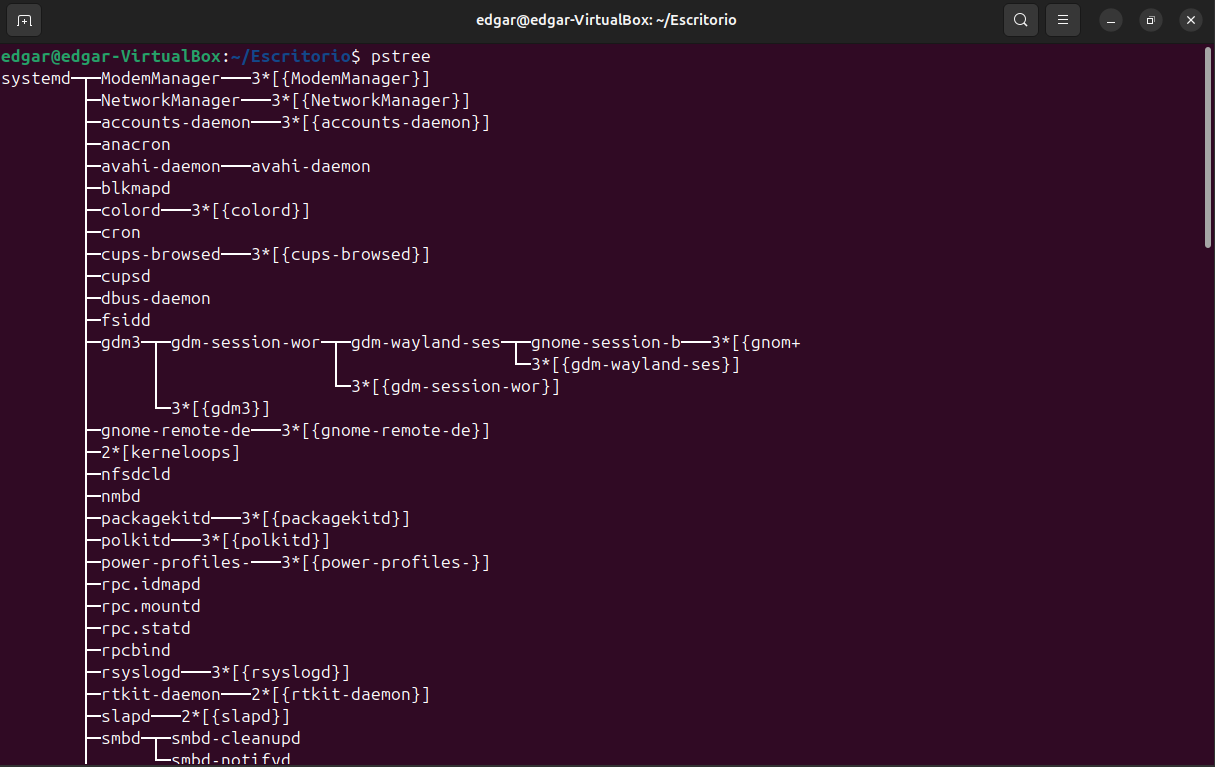 edgar@edgar-VirtualBox: ~/Escritorio
edgar@edgar-VirtualBox:~/Escritorio$ pstree
systemd─┬─ModemManager───3*[{ModemManager}]
        ├─NetworkManager───3*[{NetworkManager}]
        ├─accounts-daemon───3*[{accounts-daemon}]
        ├─anacron
        ├─avahi-daemon───avahi-daemon
        ├─blkmapd
        ├─colord───3*[{colord}]
        ├─cron
        ├─cups-browsed───3*[{cups-browsed}]
        ├─cupsd
        ├─dbus-daemon
        ├─fsidd
        ├─gdm3─┬─gdm-session-wor─┬─gdm-wayland-ses─┬─gnome-session-b───3*[{gnom+
        │      │                 │                 └─3*[{gdm-wayland-ses}]
        │      │                 └─3*[{gdm-session-wor}]
        │      └─3*[{gdm3}]
        ├─gnome-remote-de───3*[{gnome-remote-de}]
        ├─2*[kerneloops]
        ├─nfsdcld
        ├─nmbd
        ├─packagekitd───3*[{packagekitd}]
        ├─polkitd───3*[{polkitd}]
        ├─power-profiles-───3*[{power-profiles-}]
        ├─rpc.idmapd
        ├─rpc.mountd
        ├─rpc.statd
        ├─rpcbind
        ├─rsyslogd───3*[{rsyslogd}]
        ├─rtkit-daemon───2*[{rtkit-daemon}]
        ├─slapd───2*[{slapd}]
        ├─smbd─┬─smbd-cleanupd
        │      └─smbd-notifyd